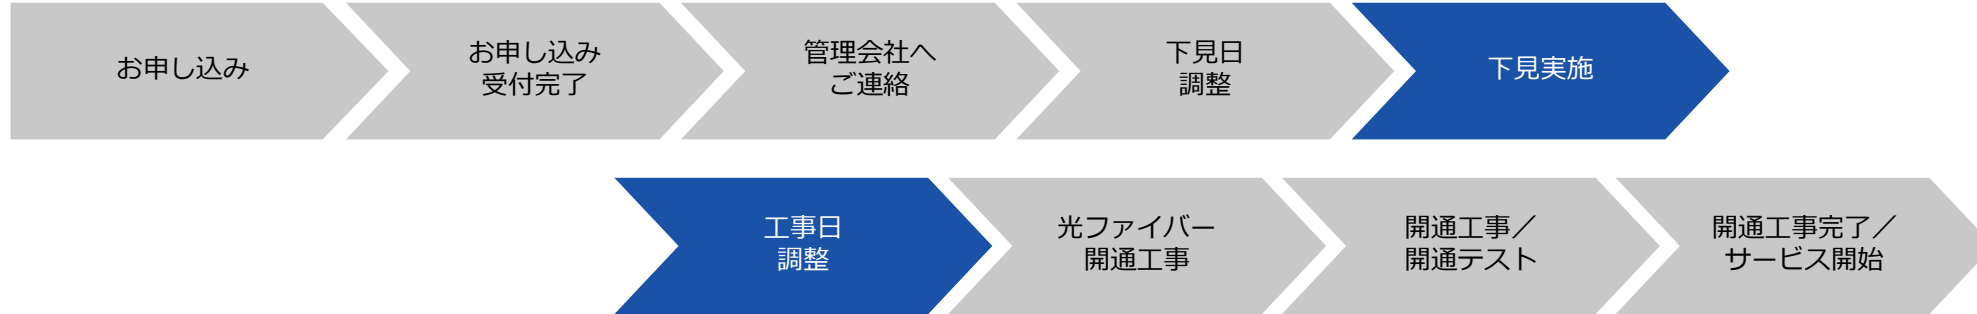 お申し込み
お申し込み
受付完了
管理会社へ
ご連絡
下見日
調整
下見実施
工事日
調整
光ファイバー
開通工事
開通工事／
開通テスト
開通工事完了／
サービス開始